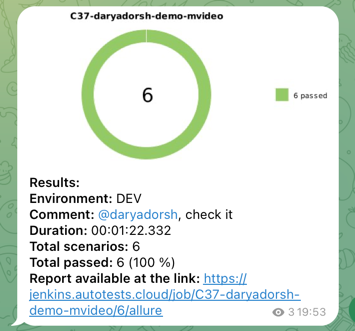 C37-daryadorsh-demo-mvideo
6
6 passed
Results:
Environment: DEV
Comment: @daryadorsh, check it
Duration: 00:01:22.332
Total scenarios: 6
Total passed: 6 (100 %)
Report available at the link: https://
jenkins.autotests.cloud/job/C37-daryadorsh-
demo-mvideo/6/allure
3 19:53